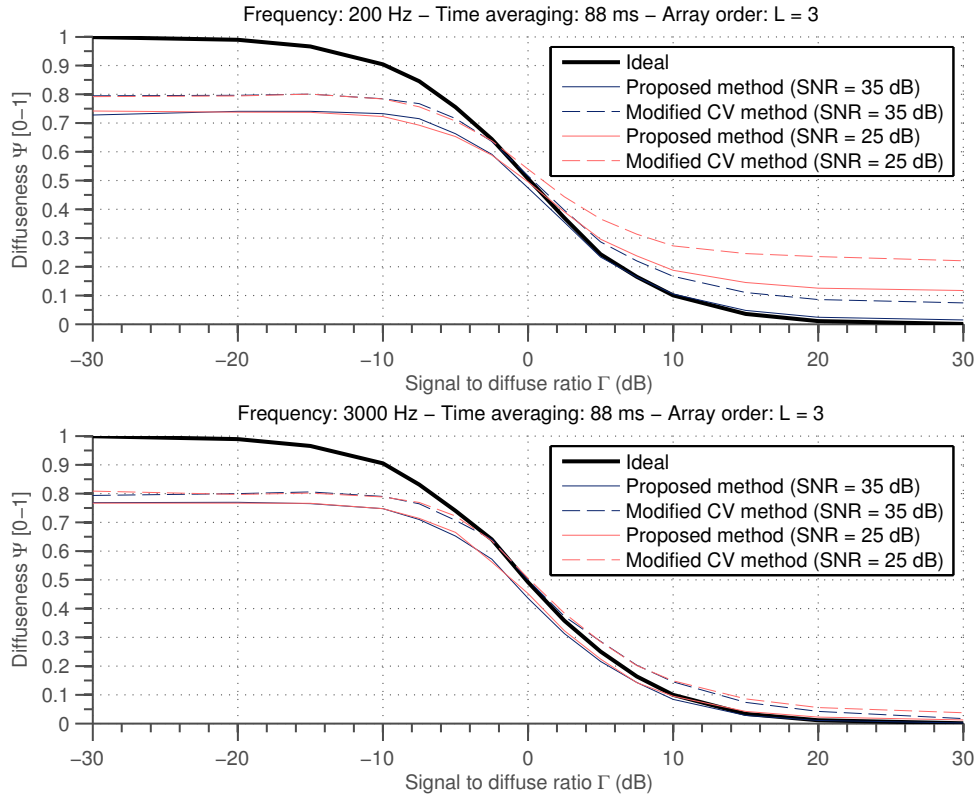 Frequency: 200 Hz − Time averaging: 88 ms − Array order: L = 3
Diffuseness Ψ [0−1]
1
0.9
0.8
0.7
0.6
0.5
0.4
0.3
0.2
0.1
0
Ideal
Proposed method (SNR = 35 dB)
Modified CV method (SNR = 35 dB)
Proposed method (SNR = 25 dB)
Modified CV method (SNR = 25 dB)
−30 −20 −10 0 10 20 30
Signal to diffuse ratio Γ (dB)
Frequency: 3000 Hz − Time averaging: 88 ms − Array order: L = 3
Diffuseness Ψ [0−1]
1
0.9
0.8
0.7
0.6
0.5
0.4
0.3
0.2
0.1
0
Ideal
Proposed method (SNR = 35 dB)
Modified CV method (SNR = 35 dB)
Proposed method (SNR = 25 dB)
Modified CV method (SNR = 25 dB)
−30 −20 −10 0 10 20 30
Signal to diffuse ratio Γ (dB)